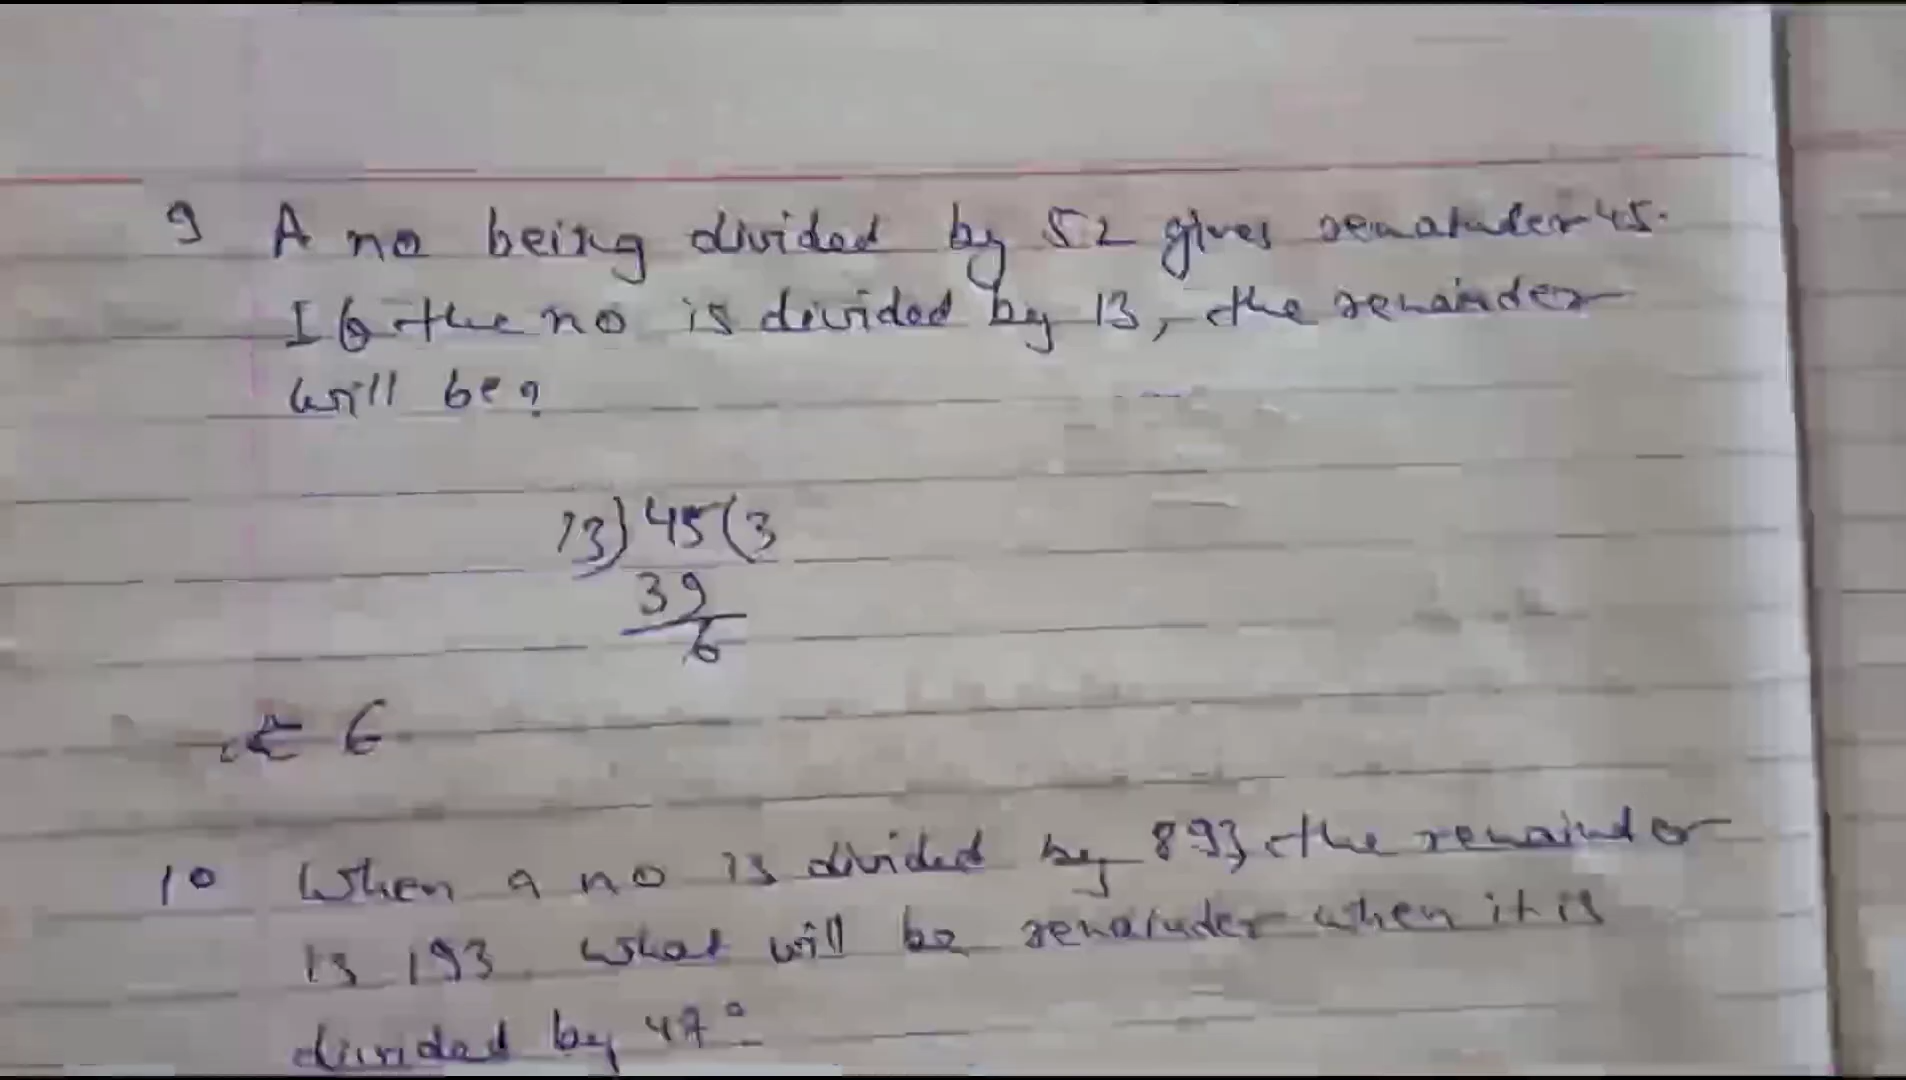 9 A no being divided by 52 gives remainder 45.
If the no is divided by 13, the remainder
will be?
13) 45 (3
39
6
6
10 When a no is divided by 893, the remainder
is 193 what will be remainder when it is
divided by 47?